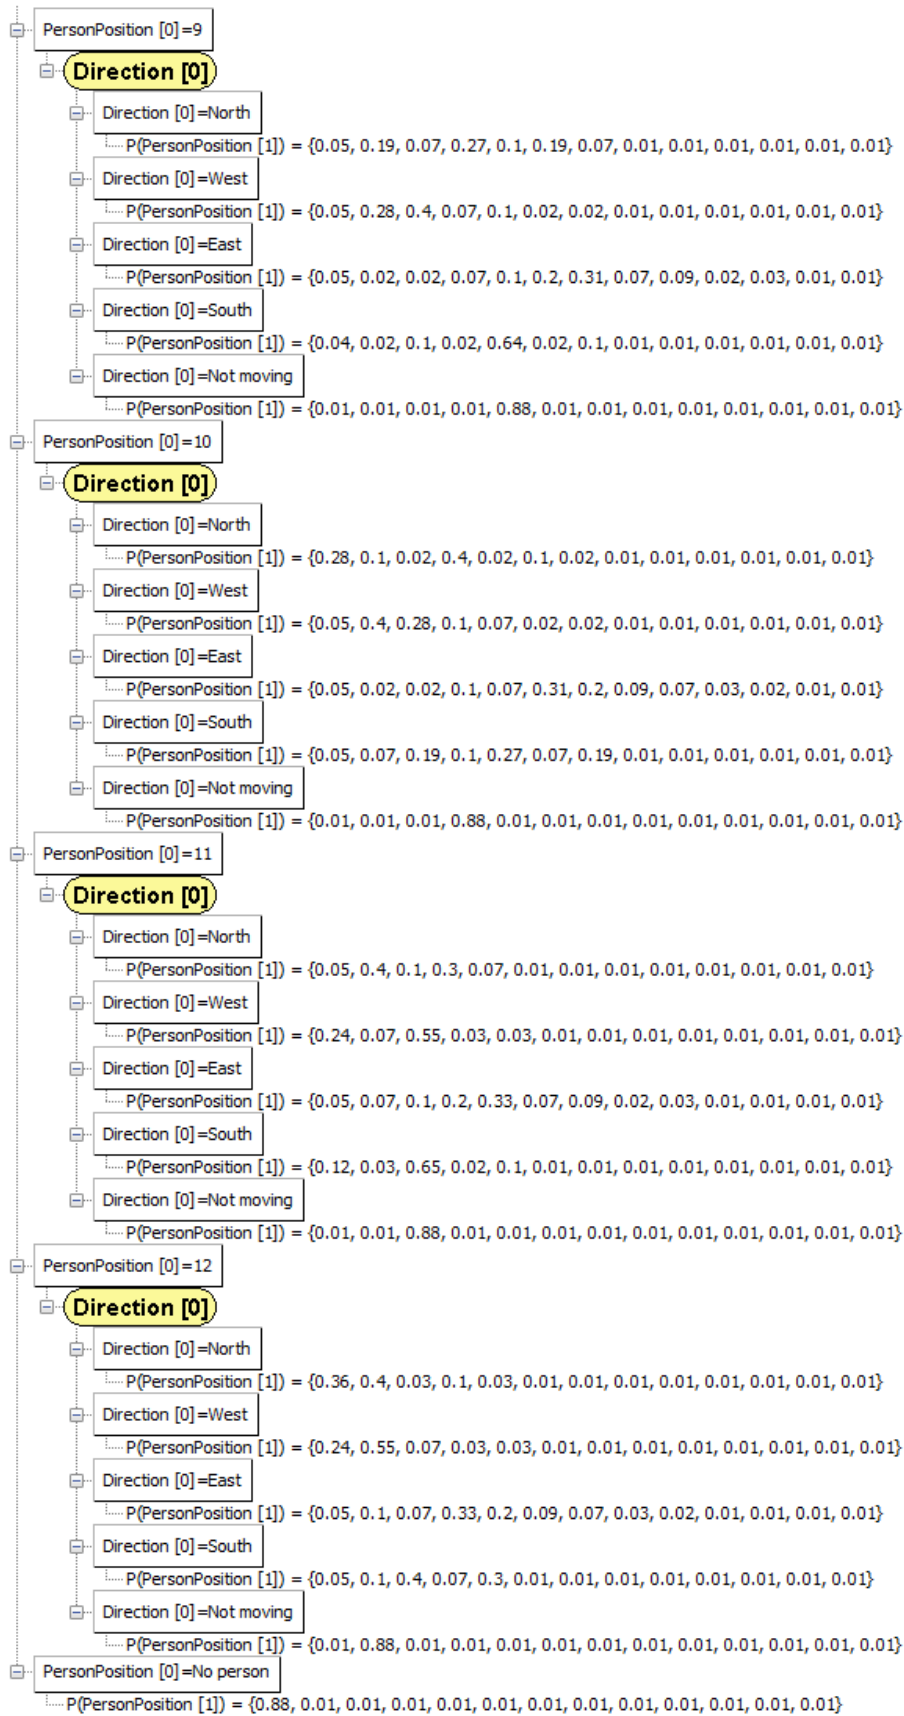 PersonPosition [0]=9
Direction [0]
Direction [0]=North
P(PersonPosition [1]) = {0.05, 0.19, 0.07, 0.27, 0.1, 0.19, 0.07, 0.01, 0.01, 0.01, 0.01, 0.01, 0.01}
Direction [0]=West
P(PersonPosition [1]) = {0.05, 0.28, 0.4, 0.07, 0.1, 0.02, 0.02, 0.01, 0.01, 0.01, 0.01, 0.01, 0.01}
Direction [0]=East
P(PersonPosition [1]) = {0.05, 0.02, 0.02, 0.07, 0.1, 0.2, 0.31, 0.07, 0.09, 0.02, 0.03, 0.01, 0.01}
Direction [0]=South
P(PersonPosition [1]) = {0.04, 0.02, 0.1, 0.02, 0.64, 0.02, 0.1, 0.01, 0.01, 0.01, 0.01, 0.01, 0.01}
Direction [0]=Not moving
P(PersonPosition [1]) = {0.01, 0.01, 0.01, 0.01, 0.88, 0.01, 0.01, 0.01, 0.01, 0.01, 0.01, 0.01, 0.01}
PersonPosition [0]=10
Direction [0]
Direction [0]=North
P(PersonPosition [1]) = {0.28, 0.1, 0.02, 0.4, 0.02, 0.1, 0.02, 0.01, 0.01, 0.01, 0.01, 0.01, 0.01}
Direction [0]=West
P(PersonPosition [1]) = {0.05, 0.4, 0.28, 0.1, 0.07, 0.02, 0.02, 0.01, 0.01, 0.01, 0.01, 0.01, 0.01}
Direction [0]=East
P(PersonPosition [1]) = {0.05, 0.02, 0.02, 0.1, 0.07, 0.31, 0.2, 0.09, 0.07, 0.03, 0.02, 0.01, 0.01}
Direction [0]=South
P(PersonPosition [1]) = {0.05, 0.07, 0.19, 0.1, 0.27, 0.07, 0.19, 0.01, 0.01, 0.01, 0.01, 0.01, 0.01}
Direction [0]=Not moving
P(PersonPosition [1]) = {0.01, 0.01, 0.01, 0.88, 0.01, 0.01, 0.01, 0.01, 0.01, 0.01, 0.01, 0.01, 0.01}
PersonPosition [0]=11
Direction [0]
Direction [0]=North
P(PersonPosition [1]) = {0.05, 0.4, 0.1, 0.3, 0.07, 0.01, 0.01, 0.01, 0.01, 0.01, 0.01, 0.01, 0.01}
Direction [0]=West
P(PersonPosition [1]) = {0.24, 0.07, 0.55, 0.03, 0.03, 0.01, 0.01, 0.01, 0.01, 0.01, 0.01, 0.01, 0.01}
Direction [0]=East
P(PersonPosition [1]) = {0.05, 0.07, 0.1, 0.2, 0.33, 0.07, 0.09, 0.02, 0.03, 0.01, 0.01, 0.01, 0.01}
Direction [0]=South
P(PersonPosition [1]) = {0.12, 0.03, 0.65, 0.02, 0.1, 0.01, 0.01, 0.01, 0.01, 0.01, 0.01, 0.01, 0.01}
Direction [0]=Not moving
P(PersonPosition [1]) = {0.01, 0.01, 0.88, 0.01, 0.01, 0.01, 0.01, 0.01, 0.01, 0.01, 0.01, 0.01, 0.01}
PersonPosition [0]=12
Direction [0]
Direction [0]=North
P(PersonPosition [1]) = {0.36, 0.4, 0.03, 0.1, 0.03, 0.01, 0.01, 0.01, 0.01, 0.01, 0.01, 0.01, 0.01}
Direction [0]=West
P(PersonPosition [1]) = {0.24, 0.55, 0.07, 0.03, 0.03, 0.01, 0.01, 0.01, 0.01, 0.01, 0.01, 0.01, 0.01}
Direction [0]=East
P(PersonPosition [1]) = {0.05, 0.1, 0.07, 0.33, 0.2, 0.09, 0.07, 0.03, 0.02, 0.01, 0.01, 0.01, 0.01}
Direction [0]=South
P(PersonPosition [1]) = {0.05, 0.1, 0.4, 0.07, 0.3, 0.01, 0.01, 0.01, 0.01, 0.01, 0.01, 0.01, 0.01}
Direction [0]=Not moving
P(PersonPosition [1]) = {0.01, 0.88, 0.01, 0.01, 0.01, 0.01, 0.01, 0.01, 0.01, 0.01, 0.01, 0.01, 0.01}
PersonPosition [0]=No person
P(PersonPosition [1]) = {0.88, 0.01, 0.01, 0.01, 0.01, 0.01, 0.01, 0.01, 0.01, 0.01, 0.01, 0.01, 0.01}